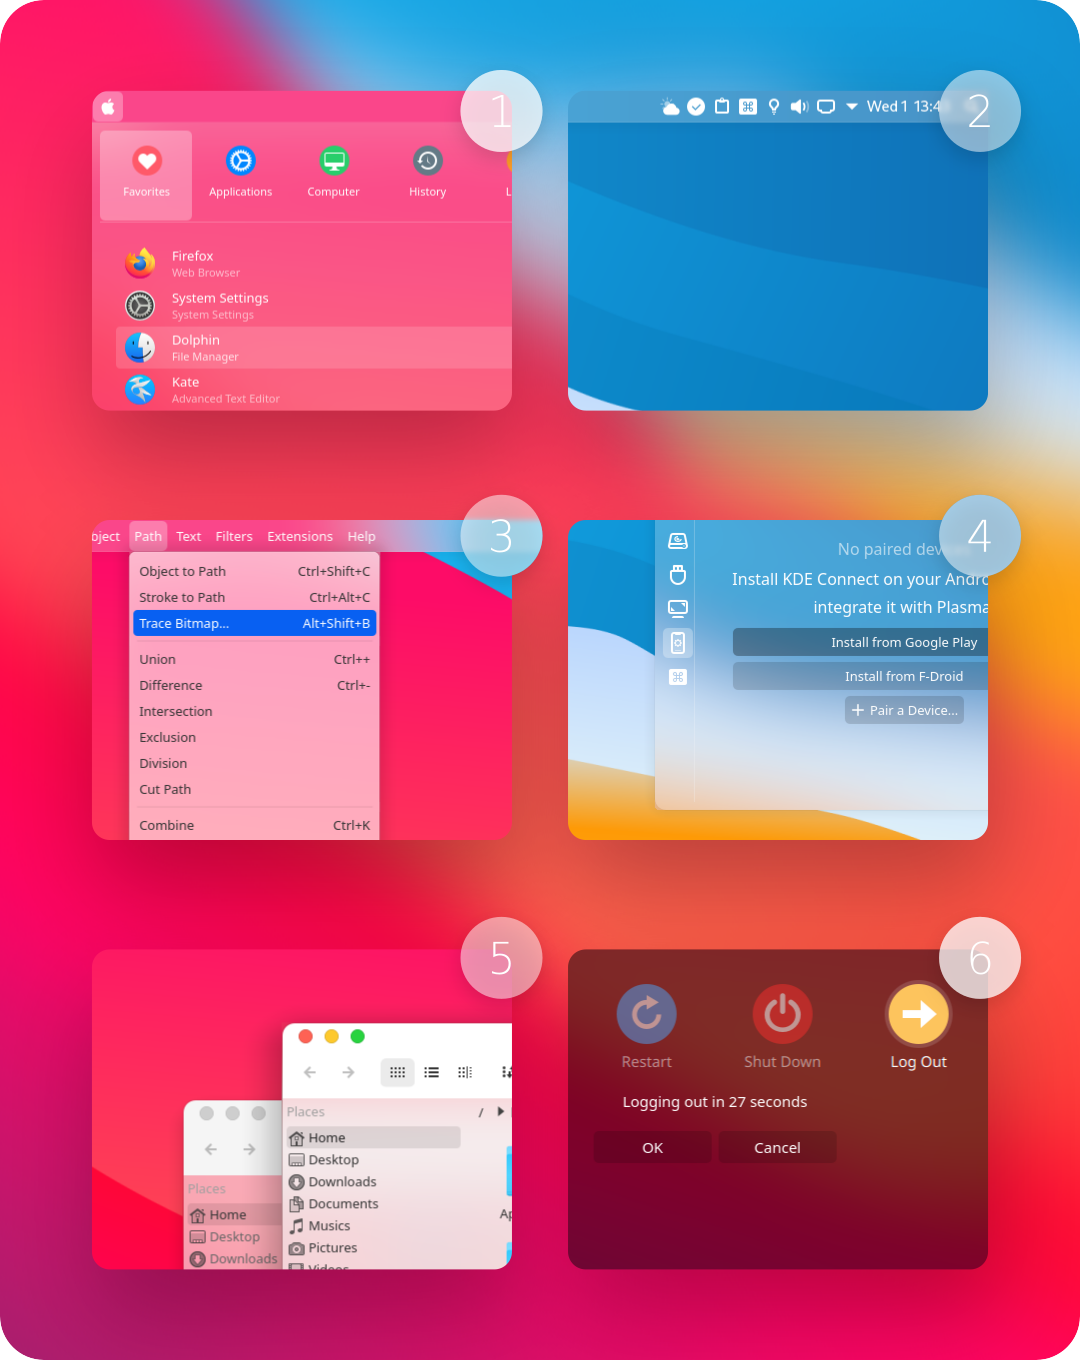 1
Favorites Applications Computer History L
Firefox
Web Browser
System Settings
System Settings
Dolphin
File Manager
Kate
Advanced Text Editor
2
Wed 1 13:4
3
bject Path Text Filters Extensions Help
Object to Path Ctrl+Shift+C
Stroke to Path Ctrl+Alt+C
Trace Bitmap... Alt+Shift+B
Union Ctrl++
Difference Ctrl+-
Intersection
Exclusion
Division
Cut Path
Combine Ctrl+K
4
No paired devi
Install KDE Connect on your Andro
integrate it with Plasma
Install from Google Play
Install from F-Droid
+ Pair a Device...
5
Places /
Home
Desktop
Downloads
Documents
Musics
Pictures
Videos
Ap
Places
Home
Desktop
Downloads
6
Restart Shut Down Log Out
Logging out in 27 seconds
OK Cancel